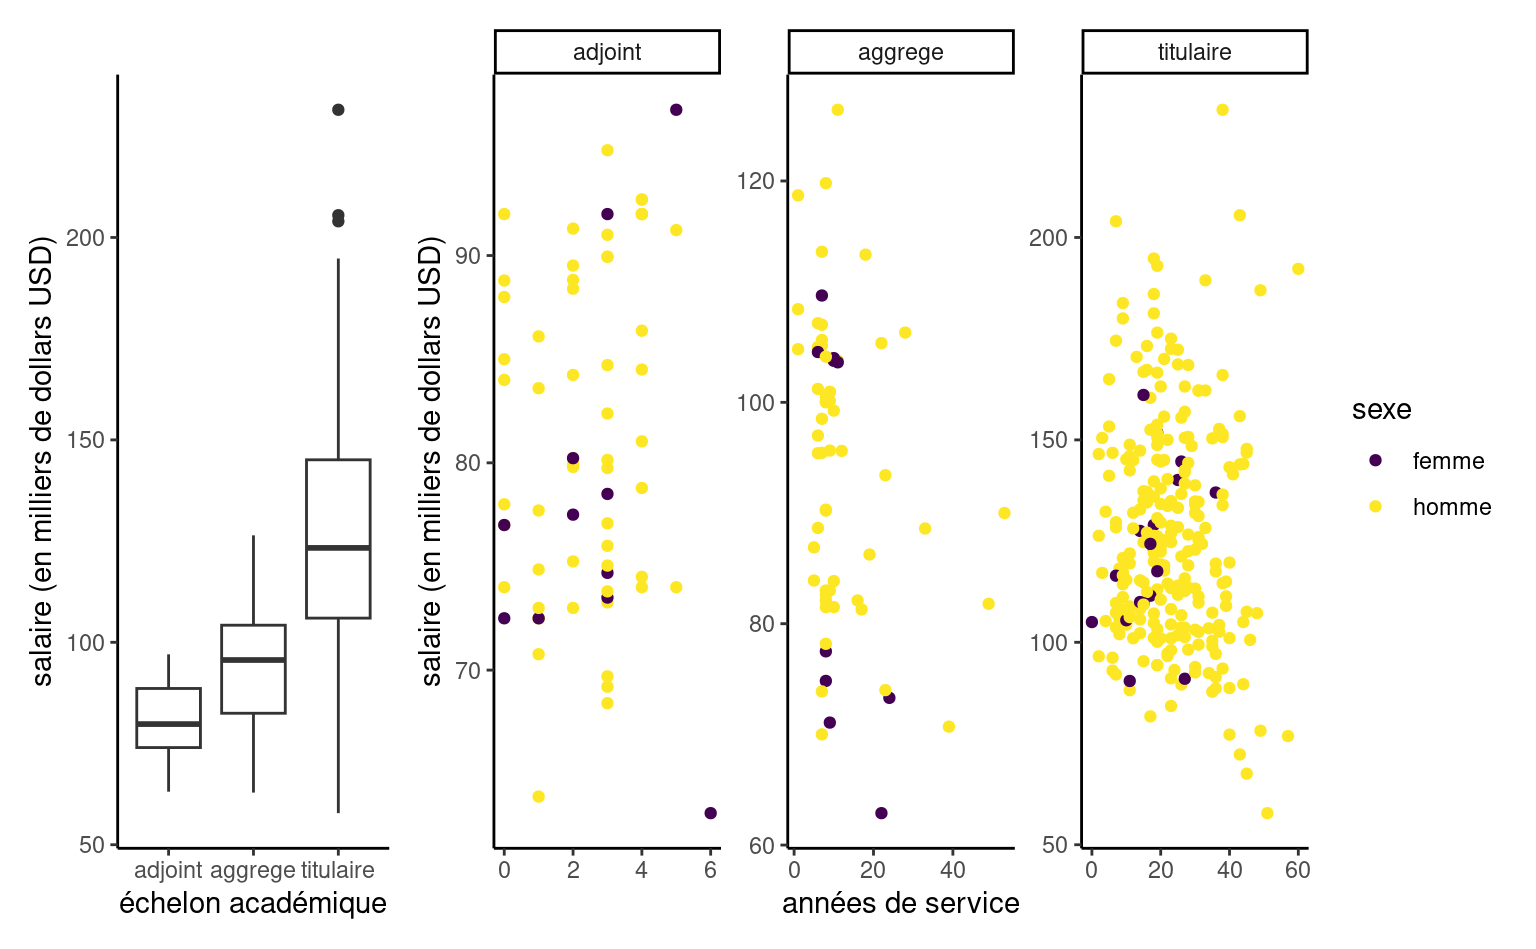 salaire (en milliers de dollars USD)
200
150
100
50
adjoint aggrege titulaire
échelon académique
salaire (en milliers de dollars USD)
adjoint
90
80
70
0 2 4 6
aggrege
120
100
80
60
0 20 40
titulaire
200
150
100
50
0 20 40 60
années de service
sexe
femme
homme